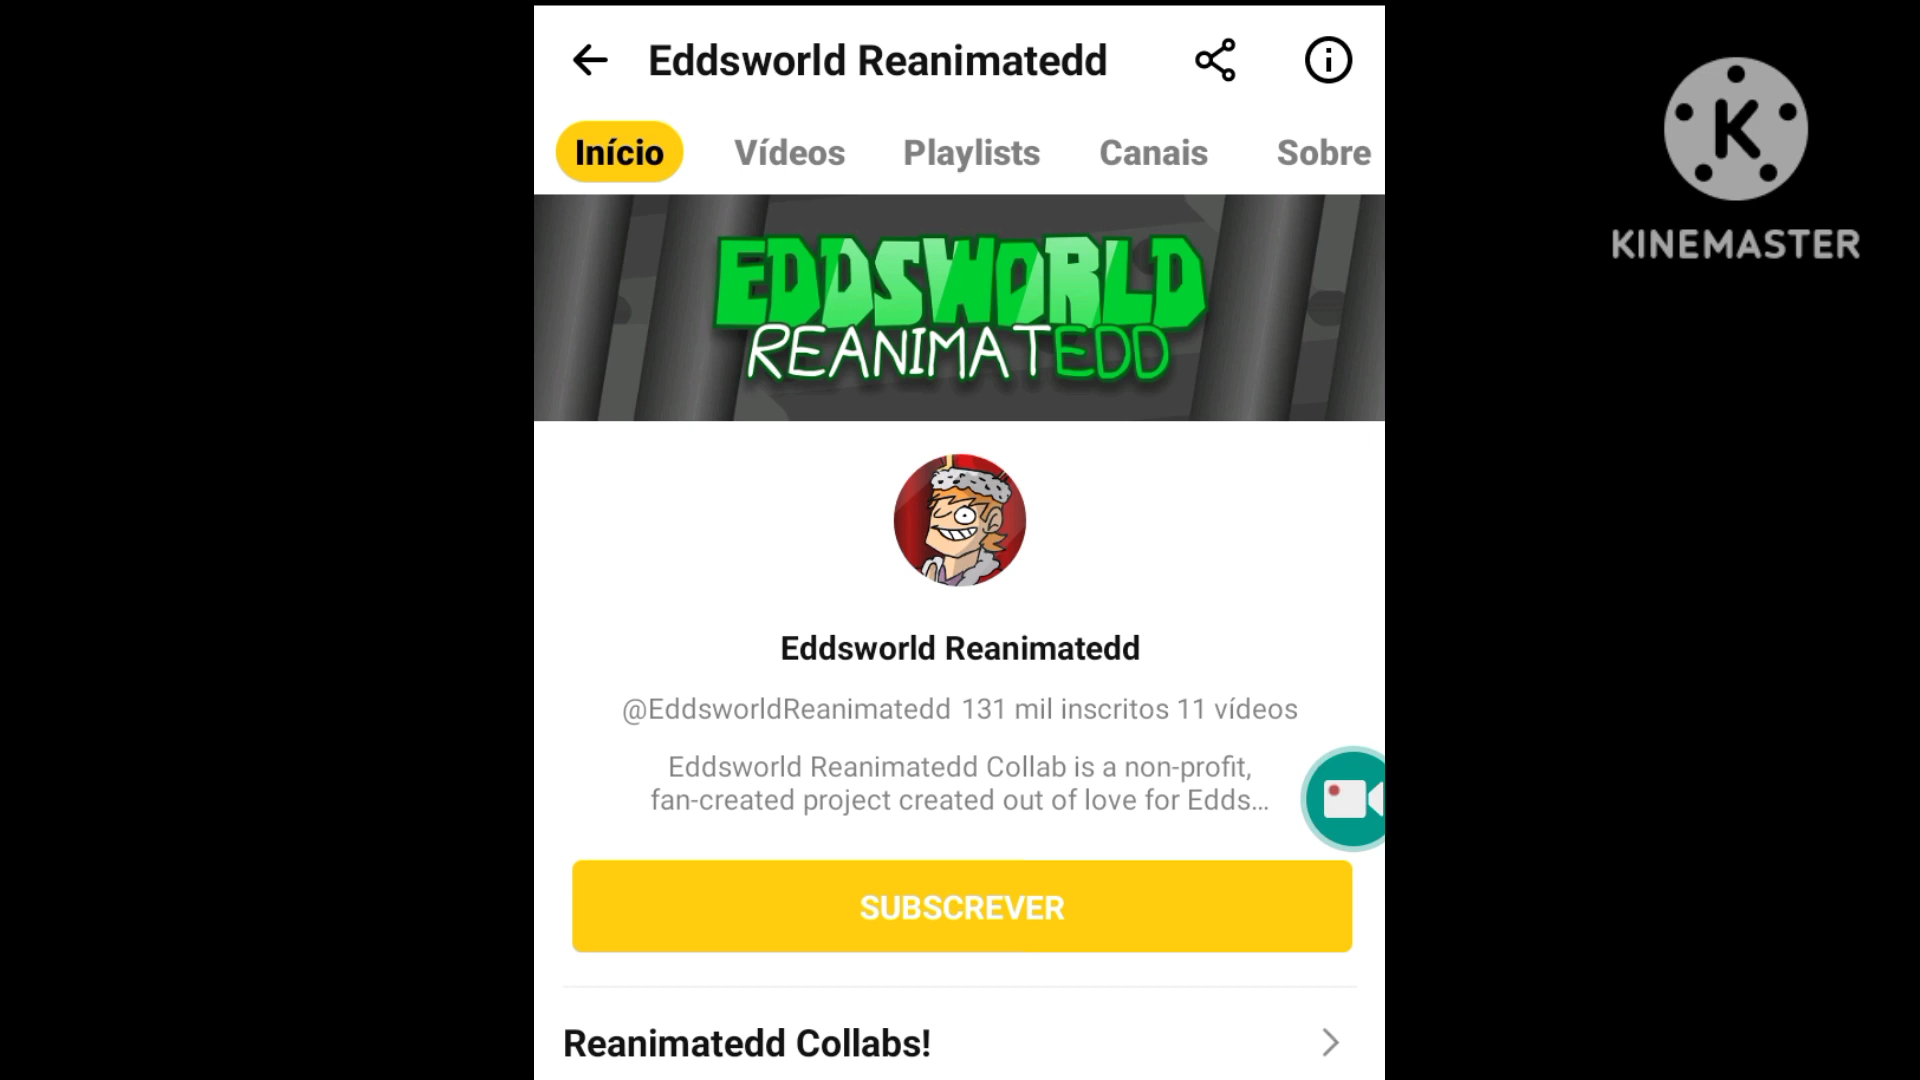 Eddsworld Reanimatedd
Início Vídeos Playlists Canais Sobre
EDDSWORLD
REANIMATEDD
Eddsworld Reanimatedd
@EddsworldReanimatedd 131 mil inscritos 11 vídeos
Eddsworld Reanimatedd Collab is a non-profit,
fan-created project created out of love for Edds...
SUBSCREVER
Reanimatedd Collabs!
K
KINEMASTER